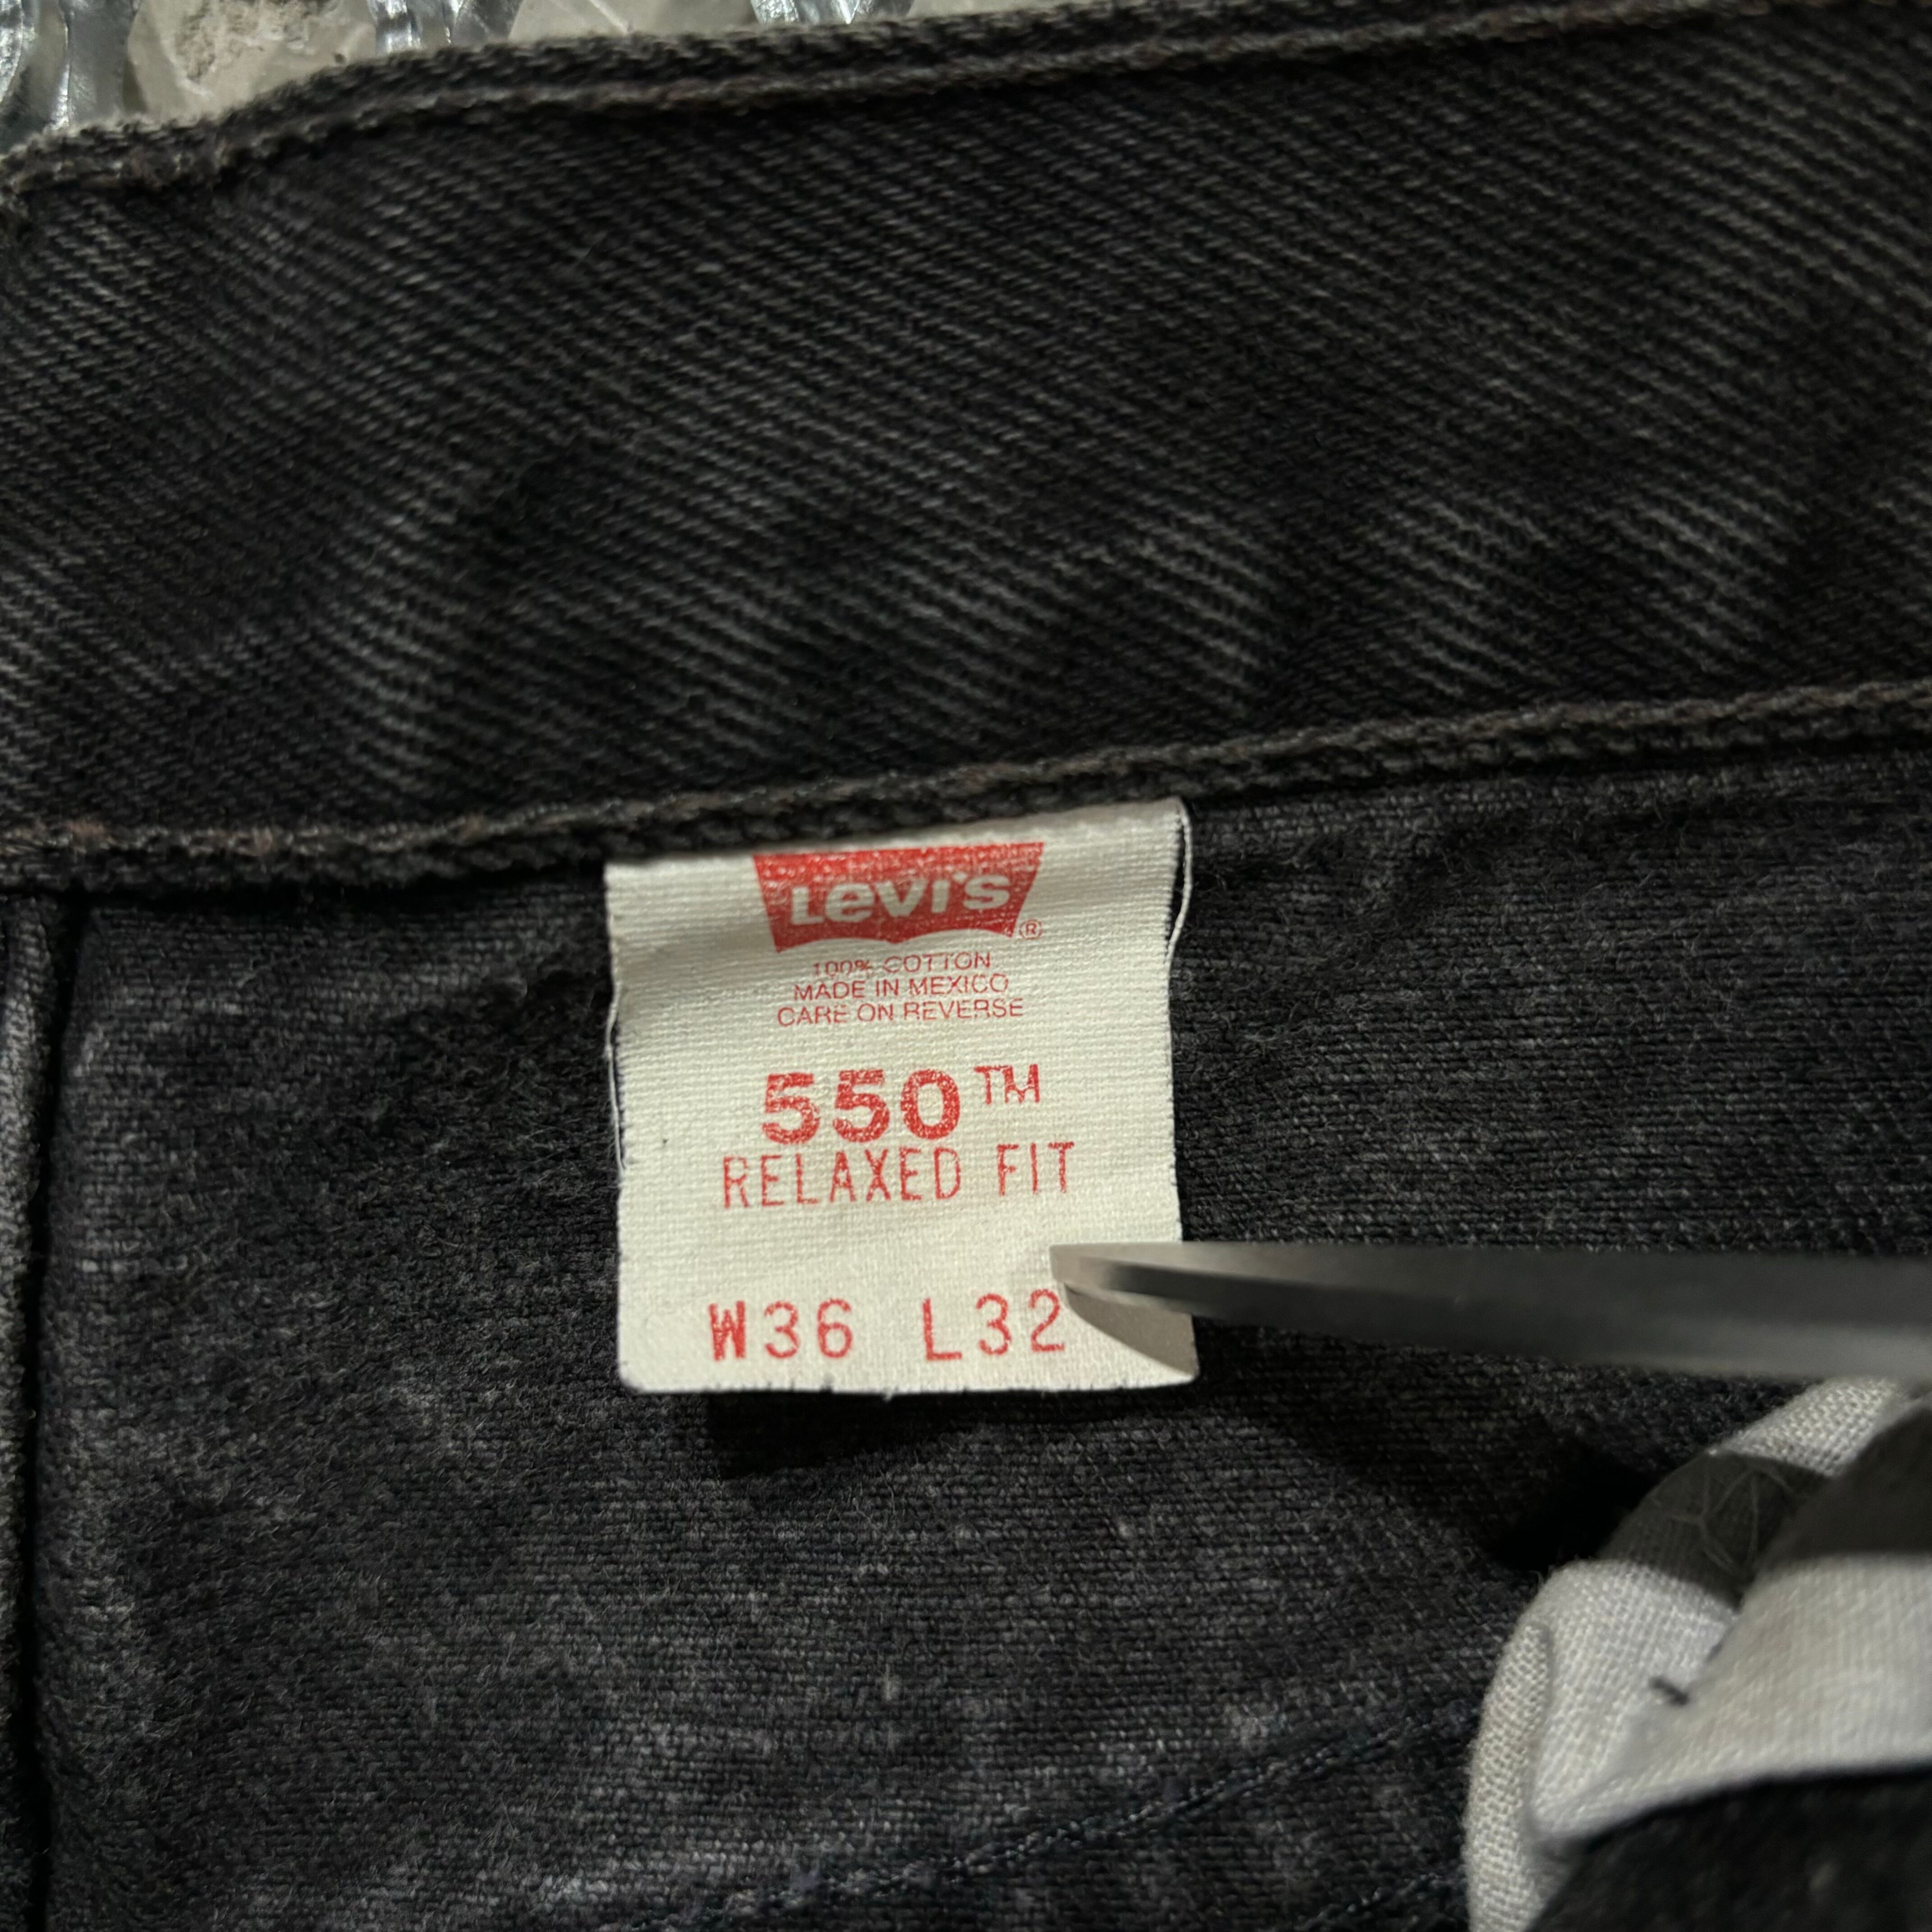 Levi's ®
100% COTTON
MADE IN MEXICO
CARE ON REVERSE
550™
RELAXED FIT
W36 L32